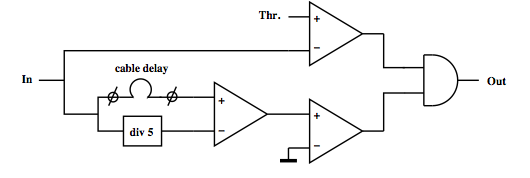 Thr.
+
−
cable delay
In
+
−
div 5
+
−
Out